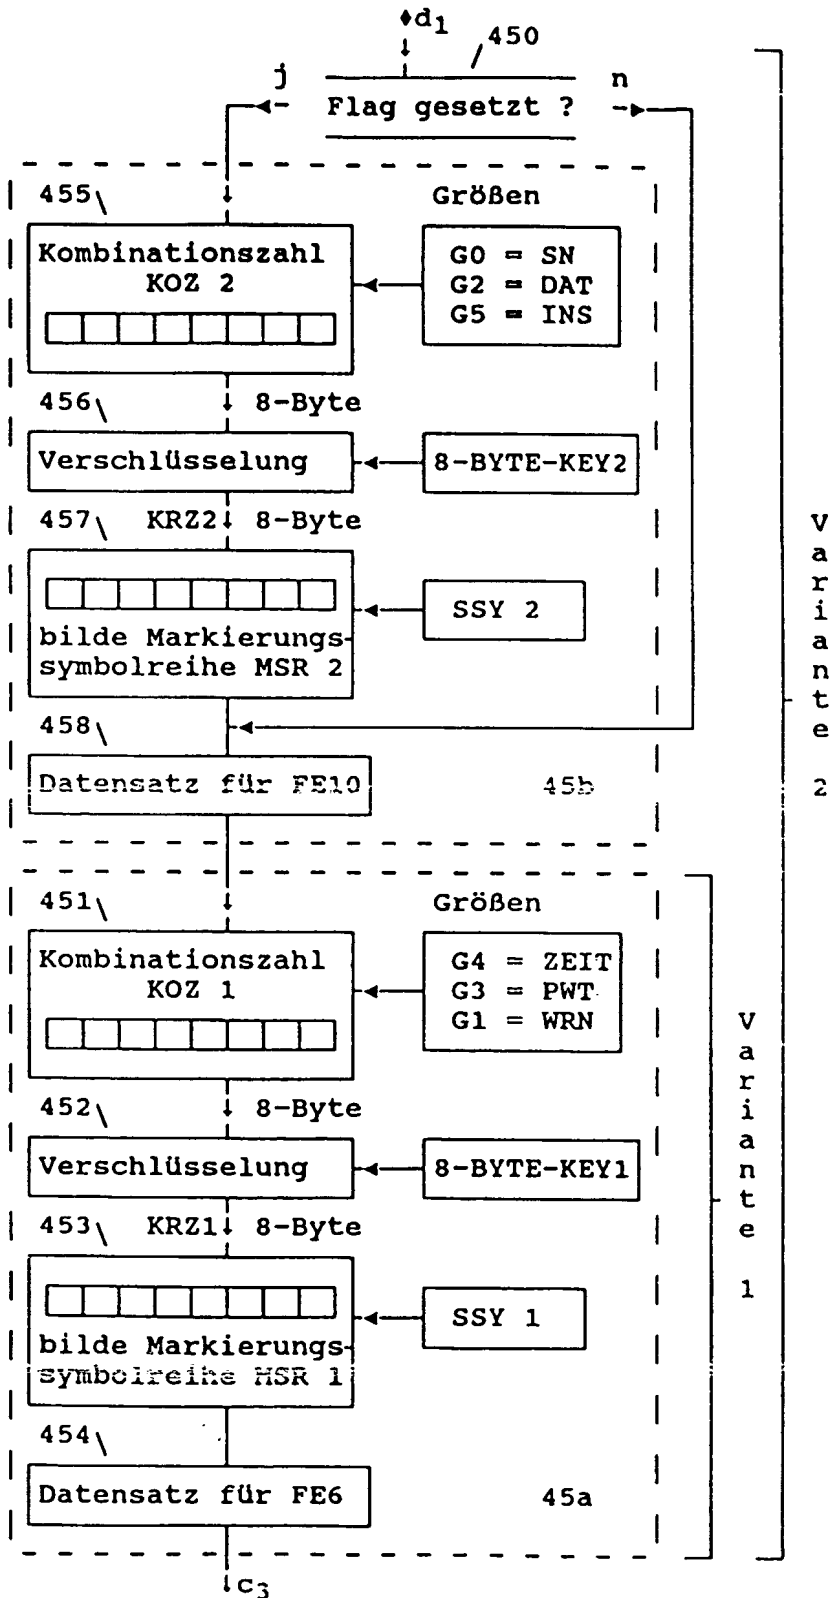 d1
450
j
n
Flag gesetzt ?
455
Größen
Kombinationszahl
KOZ 2
G0 = SN
G2 = DAT
G5 = INS
456
8-Byte
Verschlüsselung
8-BYTE-KEY2
457
KRZ2
8-Byte
SSY 2
bilde Markierungs-
symbolreihe MSR 2
458
Datensatz für FE10
45b
Variante 2
451
Größen
Kombinationszahl
KOZ 1
G4 = ZEIT
G3 = PWT
G1 = WRN
452
8-Byte
Verschlüsselung
8-BYTE-KEY1
453
KRZ1
8-Byte
SSY 1
bilde Markierungs-
symbolreihe MSR 1
454
Datensatz für FE6
45a
Variante 1
c3